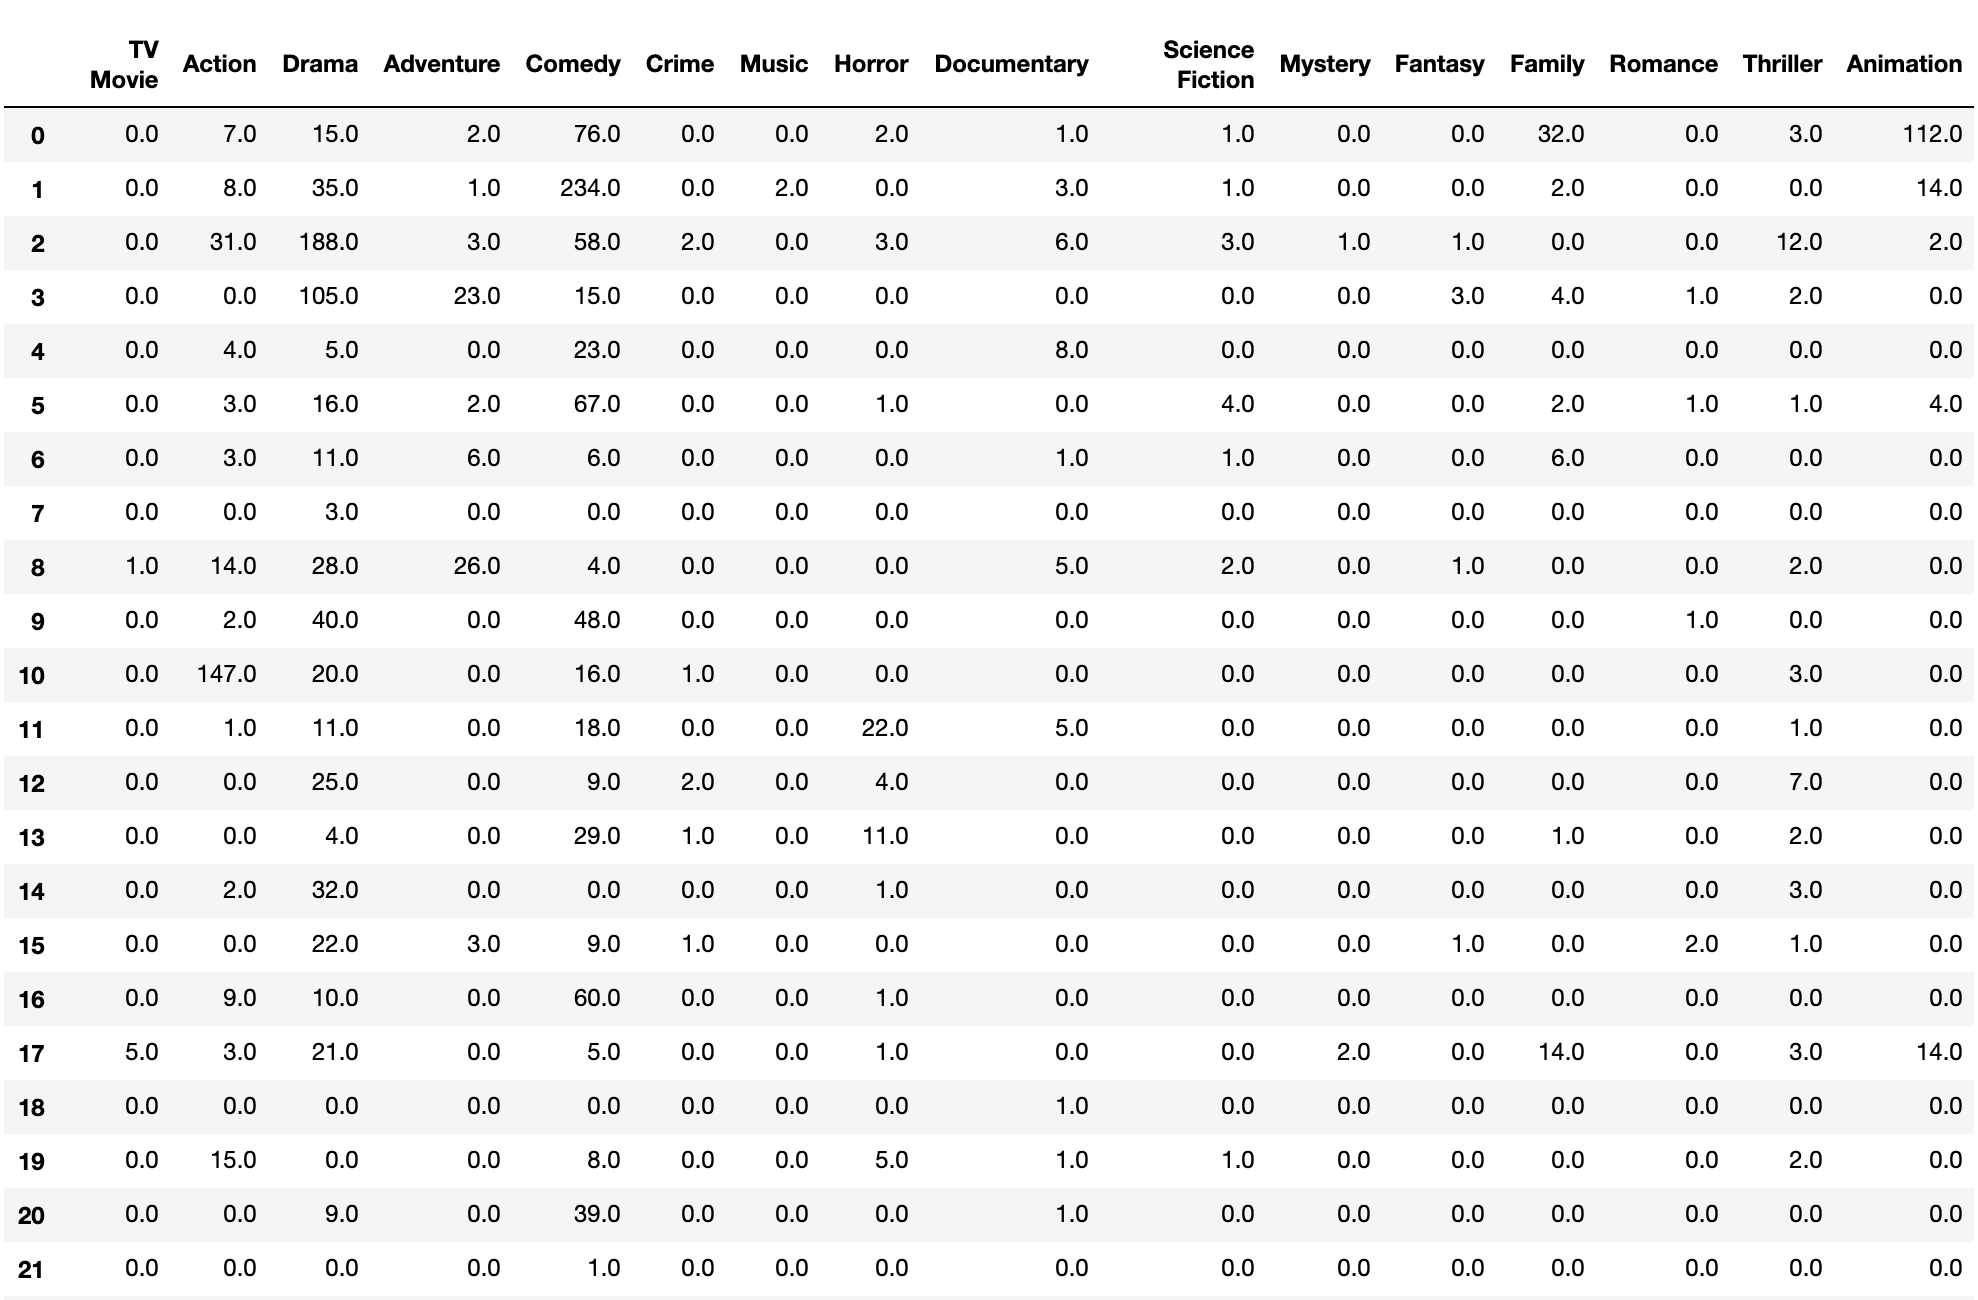 TV Movie Action Drama Adventure Comedy Crime Music Horror Documentary Science Fiction Mystery Fantasy Family Romance Thriller Animation
0 0.0 7.0 15.0 2.0 76.0 0.0 0.0 2.0 1.0 1.0 0.0 0.0 32.0 0.0 3.0 112.0
1 0.0 8.0 35.0 1.0 234.0 0.0 2.0 0.0 3.0 1.0 0.0 0.0 2.0 0.0 0.0 14.0
2 0.0 31.0 188.0 3.0 58.0 2.0 0.0 3.0 6.0 3.0 1.0 1.0 0.0 0.0 12.0 2.0
3 0.0 0.0 105.0 23.0 15.0 0.0 0.0 0.0 0.0 0.0 0.0 3.0 4.0 1.0 2.0 0.0
4 0.0 4.0 5.0 0.0 23.0 0.0 0.0 0.0 8.0 0.0 0.0 0.0 0.0 0.0 0.0 0.0
5 0.0 3.0 16.0 2.0 67.0 0.0 0.0 1.0 0.0 4.0 0.0 0.0 2.0 1.0 1.0 4.0
6 0.0 3.0 11.0 6.0 6.0 0.0 0.0 0.0 1.0 1.0 0.0 0.0 6.0 0.0 0.0 0.0
7 0.0 0.0 3.0 0.0 0.0 0.0 0.0 0.0 0.0 0.0 0.0 0.0 0.0 0.0 0.0 0.0
8 1.0 14.0 28.0 26.0 4.0 0.0 0.0 0.0 5.0 2.0 0.0 1.0 0.0 0.0 2.0 0.0
9 0.0 2.0 40.0 0.0 48.0 0.0 0.0 0.0 0.0 0.0 0.0 0.0 0.0 1.0 0.0 0.0
10 0.0 147.0 20.0 0.0 16.0 1.0 0.0 0.0 0.0 0.0 0.0 0.0 0.0 0.0 3.0 0.0
11 0.0 1.0 11.0 0.0 18.0 0.0 0.0 22.0 5.0 0.0 0.0 0.0 0.0 0.0 1.0 0.0
12 0.0 0.0 25.0 0.0 9.0 2.0 0.0 4.0 0.0 0.0 0.0 0.0 0.0 0.0 7.0 0.0
13 0.0 0.0 4.0 0.0 29.0 1.0 0.0 11.0 0.0 0.0 0.0 0.0 1.0 0.0 2.0 0.0
14 0.0 2.0 32.0 0.0 0.0 0.0 0.0 1.0 0.0 0.0 0.0 0.0 0.0 0.0 3.0 0.0
15 0.0 0.0 22.0 3.0 9.0 1.0 0.0 0.0 0.0 0.0 0.0 1.0 0.0 2.0 1.0 0.0
16 0.0 9.0 10.0 0.0 60.0 0.0 0.0 1.0 0.0 0.0 0.0 0.0 0.0 0.0 0.0 0.0
17 5.0 3.0 21.0 0.0 5.0 0.0 0.0 1.0 0.0 0.0 2.0 0.0 14.0 0.0 3.0 14.0
18 0.0 0.0 0.0 0.0 0.0 0.0 0.0 0.0 1.0 0.0 0.0 0.0 0.0 0.0 0.0 0.0
19 0.0 15.0 0.0 0.0 8.0 0.0 0.0 5.0 1.0 1.0 0.0 0.0 0.0 0.0 2.0 0.0
20 0.0 0.0 9.0 0.0 39.0 0.0 0.0 0.0 1.0 0.0 0.0 0.0 0.0 0.0 0.0 0.0
21 0.0 0.0 0.0 0.0 1.0 0.0 0.0 0.0 0.0 0.0 0.0 0.0 0.0 0.0 0.0 0.0